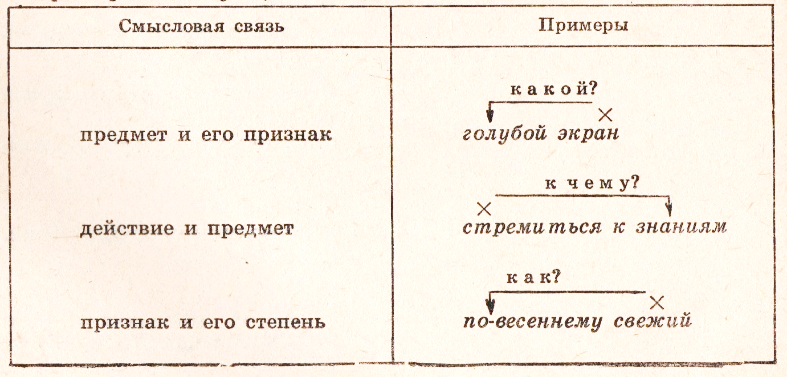 Смысловая связь
Примеры
какой?
предмет и его признак
голубой экран
к чему?
действие и предмет
стремиться к знаниям
как?
признак и его степень
по-весеннему свежий